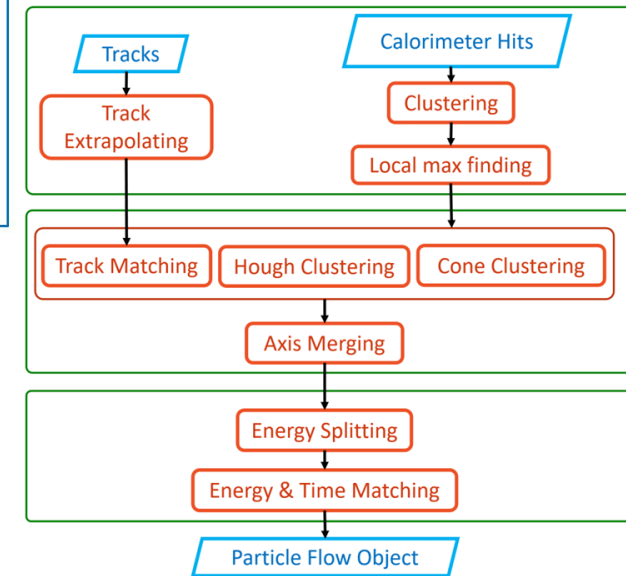 Tracks
Calorimeter Hits
Track
Extrapolating
Clustering
Local max finding
Track Matching
Hough Clustering
Cone Clustering
Axis Merging
Energy Splitting
Energy & Time Matching
Particle Flow Object